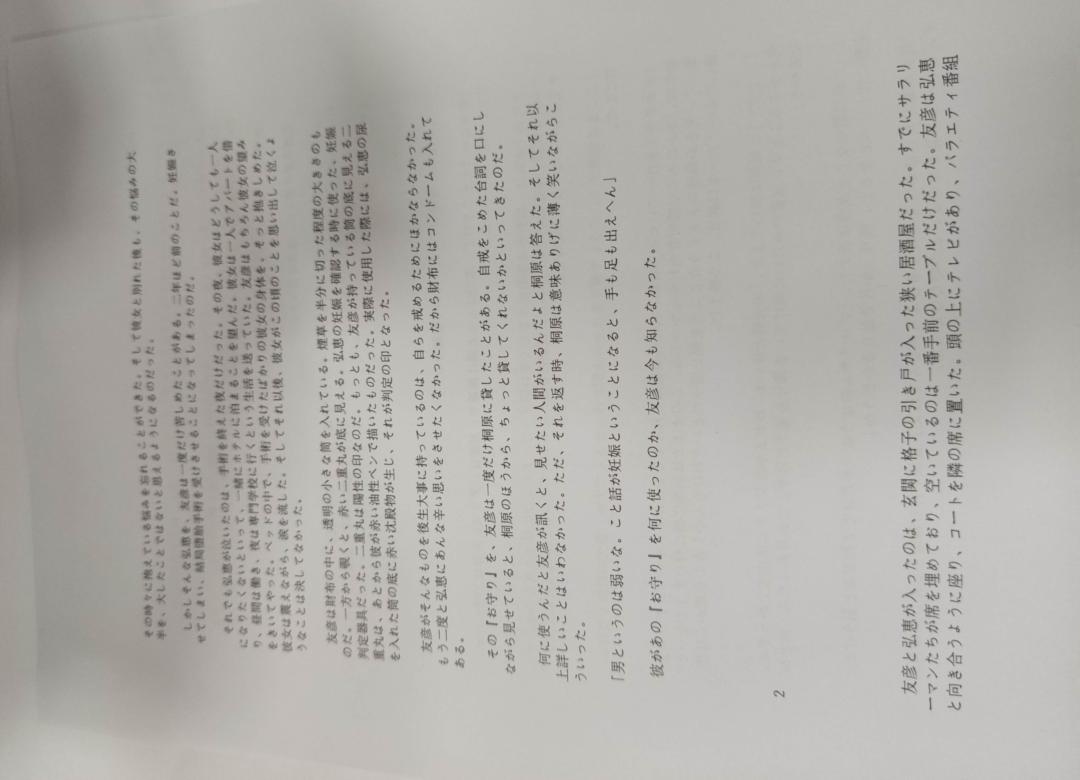 その時々に抱えている悩みを忘れることができた。そして彼女と別れた後も、その悩みの大
半を、大したことではないと思えるようになるのだった。
しかしそんな弘恵を、友彦は一度だけ苦しめたことがある。二年ほど前のことだ。妊娠さ
せてしまい、結局堕胎手術を受けさせることになってしまったのだ。
それでも弘恵が泣いたのは、手術を終えた夜だけだった。その夜、彼女はどうしても一人
になりたくないといって、一緒にホテルに泊まることを望んだ。彼女は一人でアパートを借
り、昼間は働き、夜は専門学校に行くという生活を送っていた。友彦はもちろん彼女の望み
をきいてやった。ベッドの中で、手術を受けたばかりの彼女の身体を、そっと抱きしめた。
彼女は震えながら、涙を流した。そしてそれ以後、彼女がこの頃のことを思い出して泣くよ
うなことは決してなかった。
友彦は財布の中に、透明の小さな筒を入れている。煙草を半分に切った程度の大きさのも
のだ。一方から覗くと、赤い二重丸が底に見える。弘恵の妊娠を確認する時に使った、妊娠
判定器具だった。二重丸は陽性の印なのだ。もっとも、友彦が持っている筒の底に見える二
重丸は、あとから彼が赤い油性ペンで描いたものだった。実際に使用した際には、弘恵の尿
を入れた筒の底に赤い沈殿物が生じ、それが判定の印となった。
友彦がそんなものを後生大事に持っているのは、自らを戒めるためにほかならなかった。
もう二度と弘恵にあんな辛い思いをさせたくなかった。だから財布にはコンドームも入れて
ある。
その『お守り』を、友彦は一度だけ桐原に貸したことがある。自戒をこめた台詞を口にし
ながら見せていると、桐原のほうから、ちょっと貸してくれないかといってきたのだ。
何に使うんだと友彦が訊くと、見せたい人間がいるんだよと桐原は答えた。そしてそれ以
上詳しいことはいわなかった。ただ、それを返す時、桐原は意味ありげに薄く笑いながらこ
ういった。
「男というのは弱いな。こと話が妊娠ということになると、手も足も出えへん」
彼があの『お守り』を何に使ったのか、友彦は今も知らなかった。
2
友彦と弘恵が入ったのは、玄関に格子の引き戸が入った狭い居酒屋だった。すでにサラリ
ーマンたちが席を埋めており、空いているのは一番手前のテーブルだけだった。友彦は弘恵
と向き合うように座り、コートを隣の席に置いた。頭の上にテレビがあり、バラエティ番組